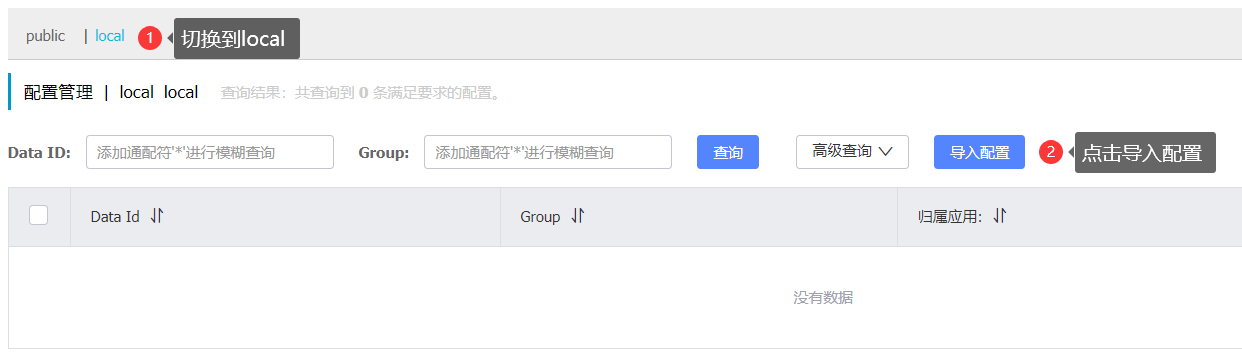 public | local 1 切换到local
配置管理 | local local 查询结果：共查询到 0 条满足要求的配置。
Data ID: 添加通配符'*'进行模糊查询 Group: 添加通配符'*'进行模糊查询 查询 高级查询 导入配置 2 点击导入配置
Data Id Group 归属应用:
没有数据